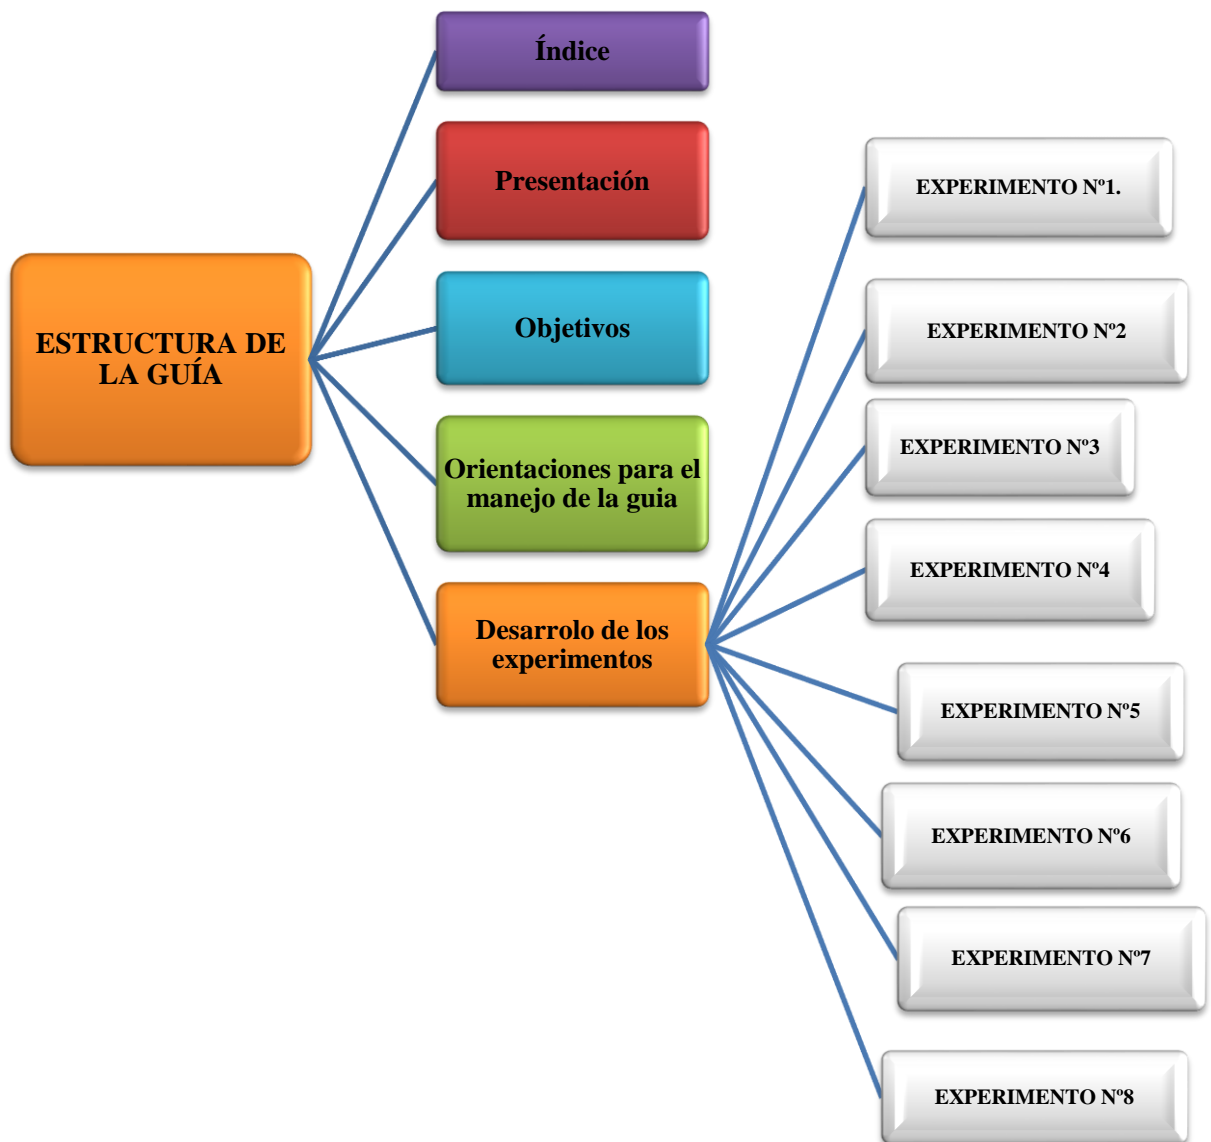 ESTRUCTURA DE
LA GUÍA
Índice
Presentación
Objetivos
Orientaciones para el
manejo de la guia
Desarrolo de los
experimentos
EXPERIMENTO Nº1.
EXPERIMENTO Nº2
EXPERIMENTO Nº3
EXPERIMENTO Nº4
EXPERIMENTO Nº5
EXPERIMENTO Nº6
EXPERIMENTO Nº7
EXPERIMENTO Nº8